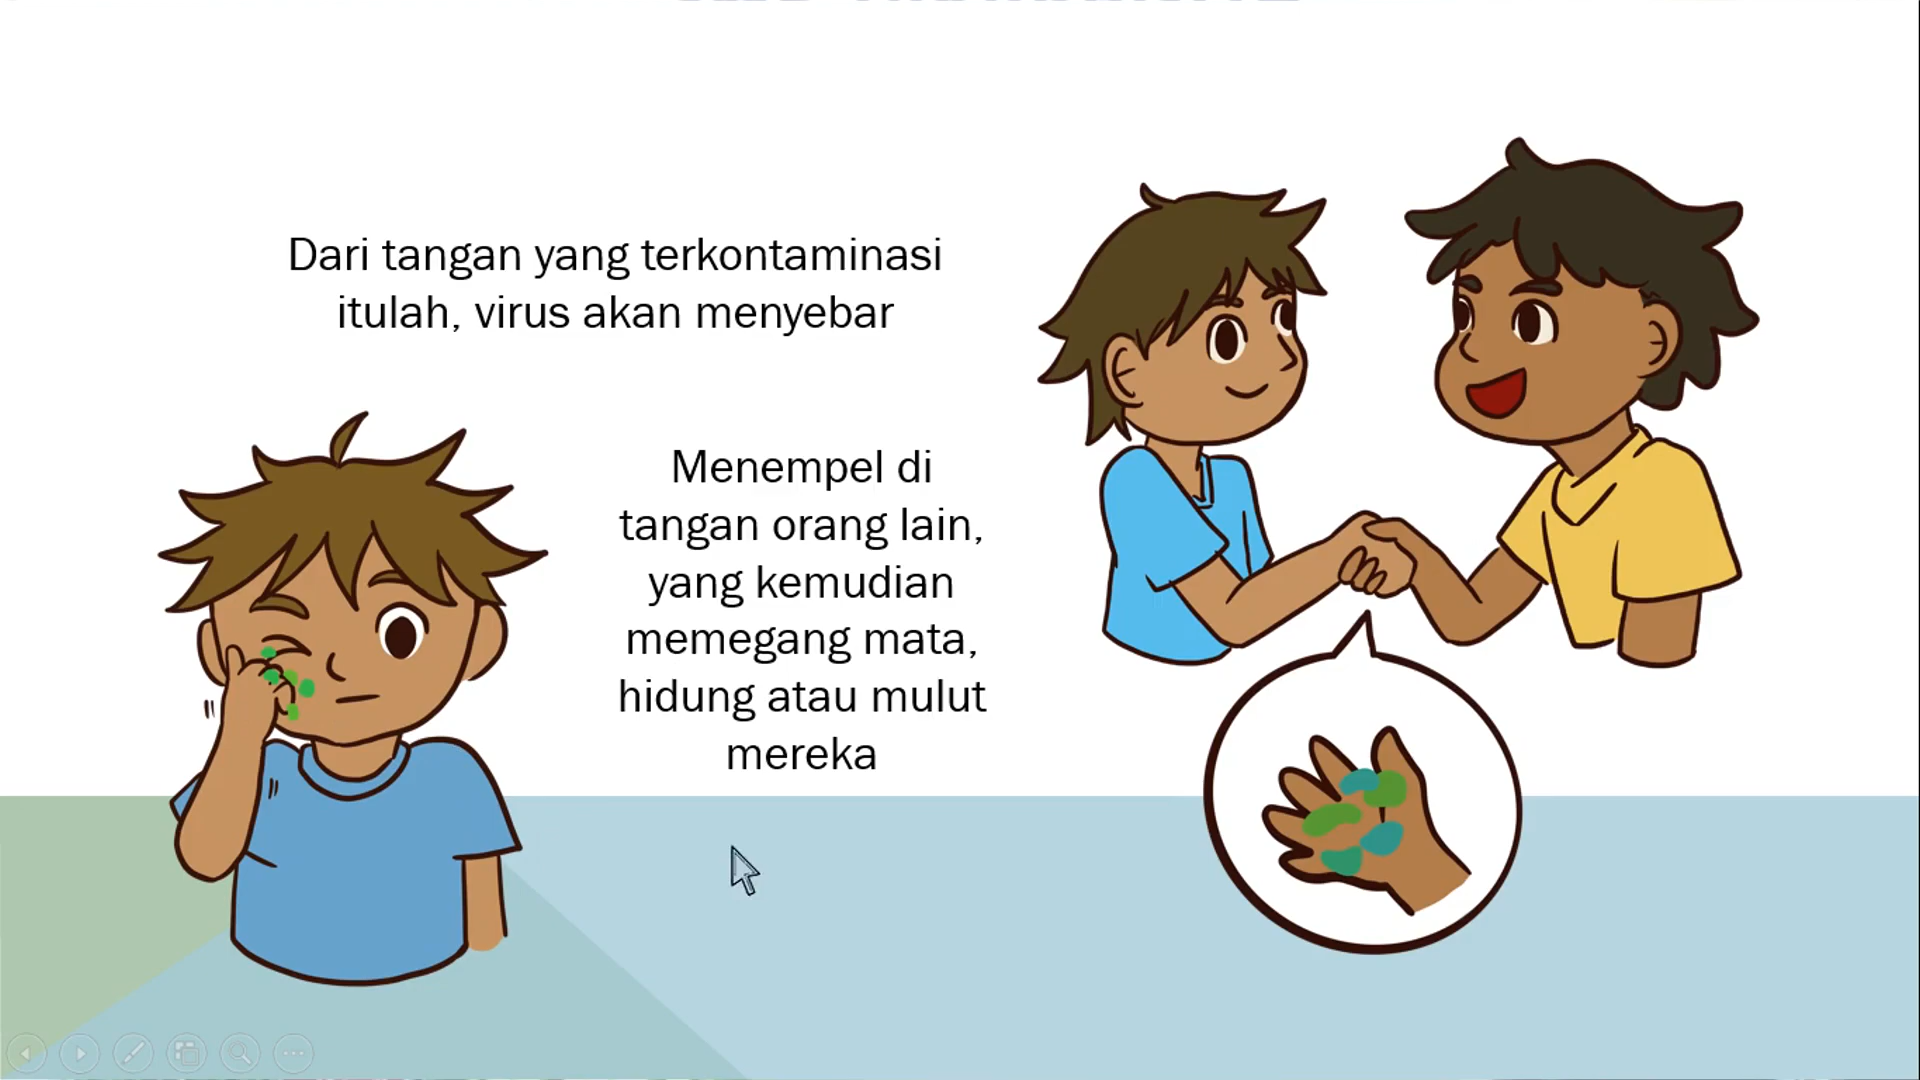 Dari tangan yang terkontaminasi
itulah, virus akan menyebar
Menempel di
tangan orang lain,
yang kemudian
memegang mata,
hidung atau mulut
mereka